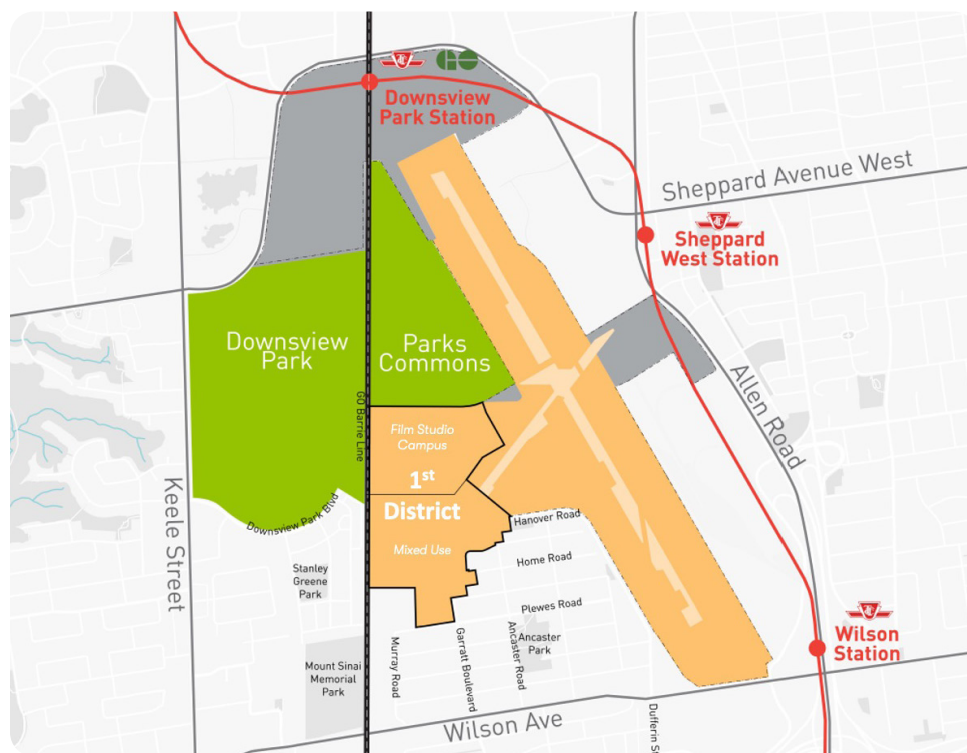 GO
Downsview
Park Station
Sheppard Avenue West
Sheppard
West Station
Downsview
Park
Parks
Commons
GO Barrie Line
Allen Road
Film Studio
Campus
1st
District
Mixed Use
Keele Street
Downsview Park Blvd
Hanover Road
Home Road
Stanley
Greene
Park
Plewes Road
Ancaster Road
Ancaster
Park
Murray Road
Garratt Boulevard
Mount Sinai
Memorial
Park
Wilson
Station
Wilson Ave
Dufferin S